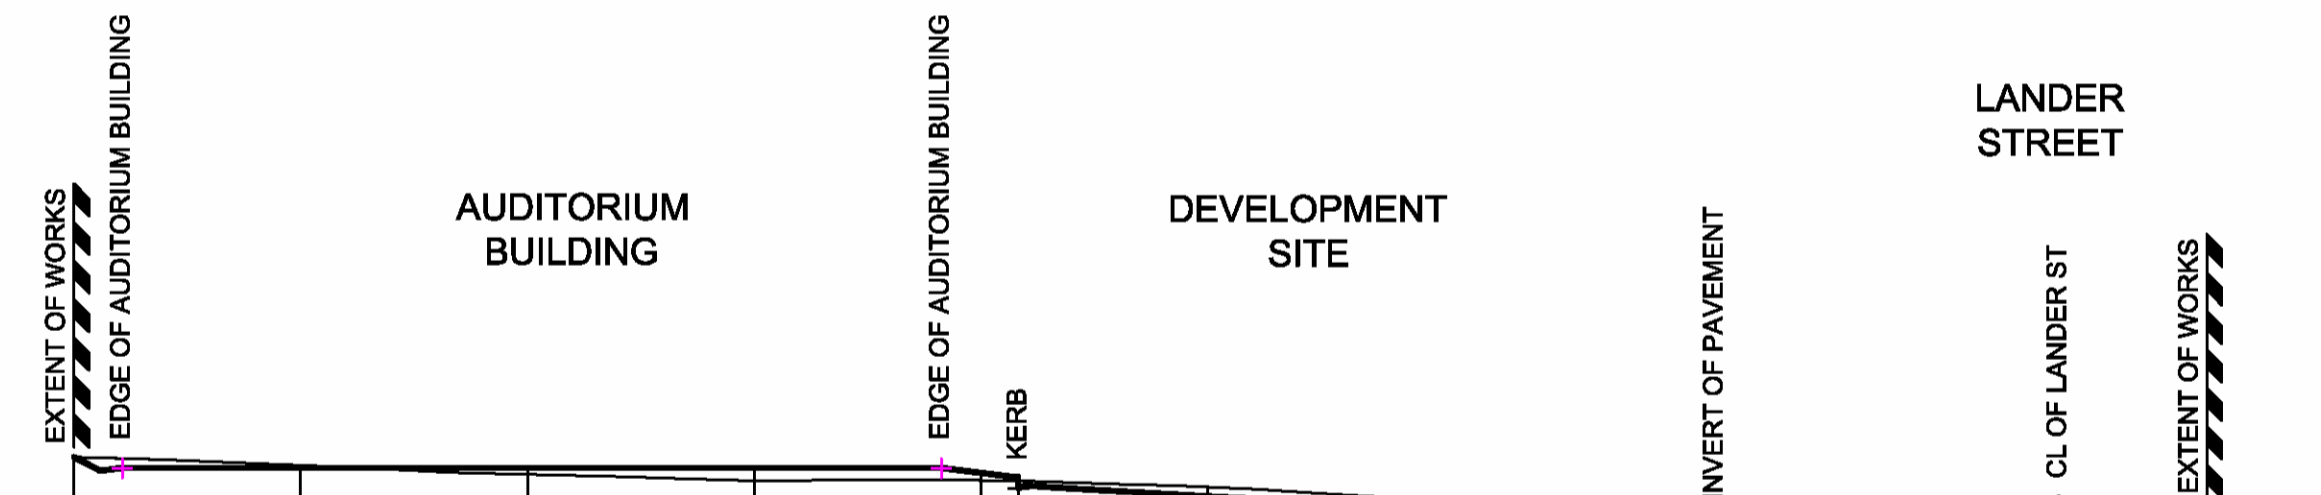 EXTENT OF WORKS
EDGE OF AUDITORIUM BUILDING
AUDITORIUM
BUILDING
EDGE OF AUDITORIUM BUILDING
KERB
DEVELOPMENT
SITE
NVERT OF PAVEMENT
LANDER
STREET
CL OF LANDER ST
EXTENT OF WORKS